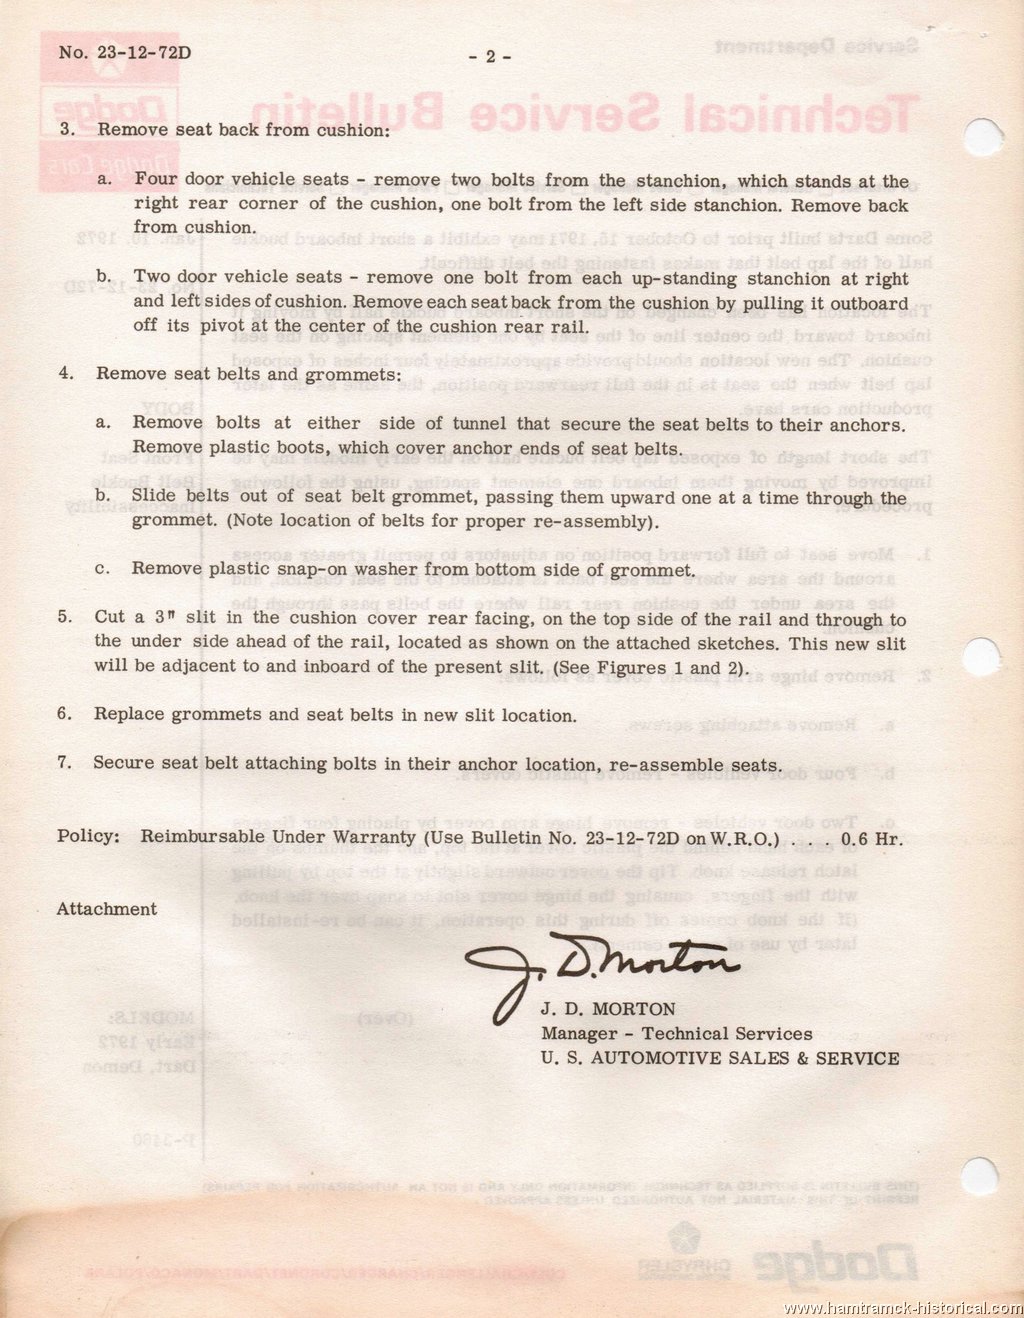 No. 23-12-72D
- 2 -
3. Remove seat back from cushion:
a. Four door vehicle seats - remove two bolts from the stanchion, which stands at the
right rear corner of the cushion, one bolt from the left side stanchion. Remove back
from cushion.
b. Two door vehicle seats - remove one bolt from each up-standing stanchion at right
and left sides of cushion. Remove each seat back from the cushion by pulling it outboard
off its pivot at the center of the cushion rear rail.
4. Remove seat belts and grommets:
a. Remove bolts at either side of tunnel that secure the seat belts to their anchors.
Remove plastic boots, which cover anchor ends of seat belts.
b. Slide belts out of seat belt grommet, passing them upward one at a time through the
grommet. (Note location of belts for proper re-assembly).
c. Remove plastic snap-on washer from bottom side of grommet.
5. Cut a 3" slit in the cushion cover rear facing, on the top side of the rail and through to
the under side ahead of the rail, located as shown on the attached sketches. This new slit
will be adjacent to and inboard of the present slit. (See Figures 1 and 2).
6. Replace grommets and seat belts in new slit location.
7. Secure seat belt attaching bolts in their anchor location, re-assemble seats.
Policy: Reimbursable Under Warranty (Use Bulletin No. 23-12-72D on W.R.O.) . . . 0.6 Hr.
Attachment
J. D. Morton
J. D. MORTON
Manager - Technical Services
U. S. AUTOMOTIVE SALES & SERVICE
www.hamtramck-historical.com